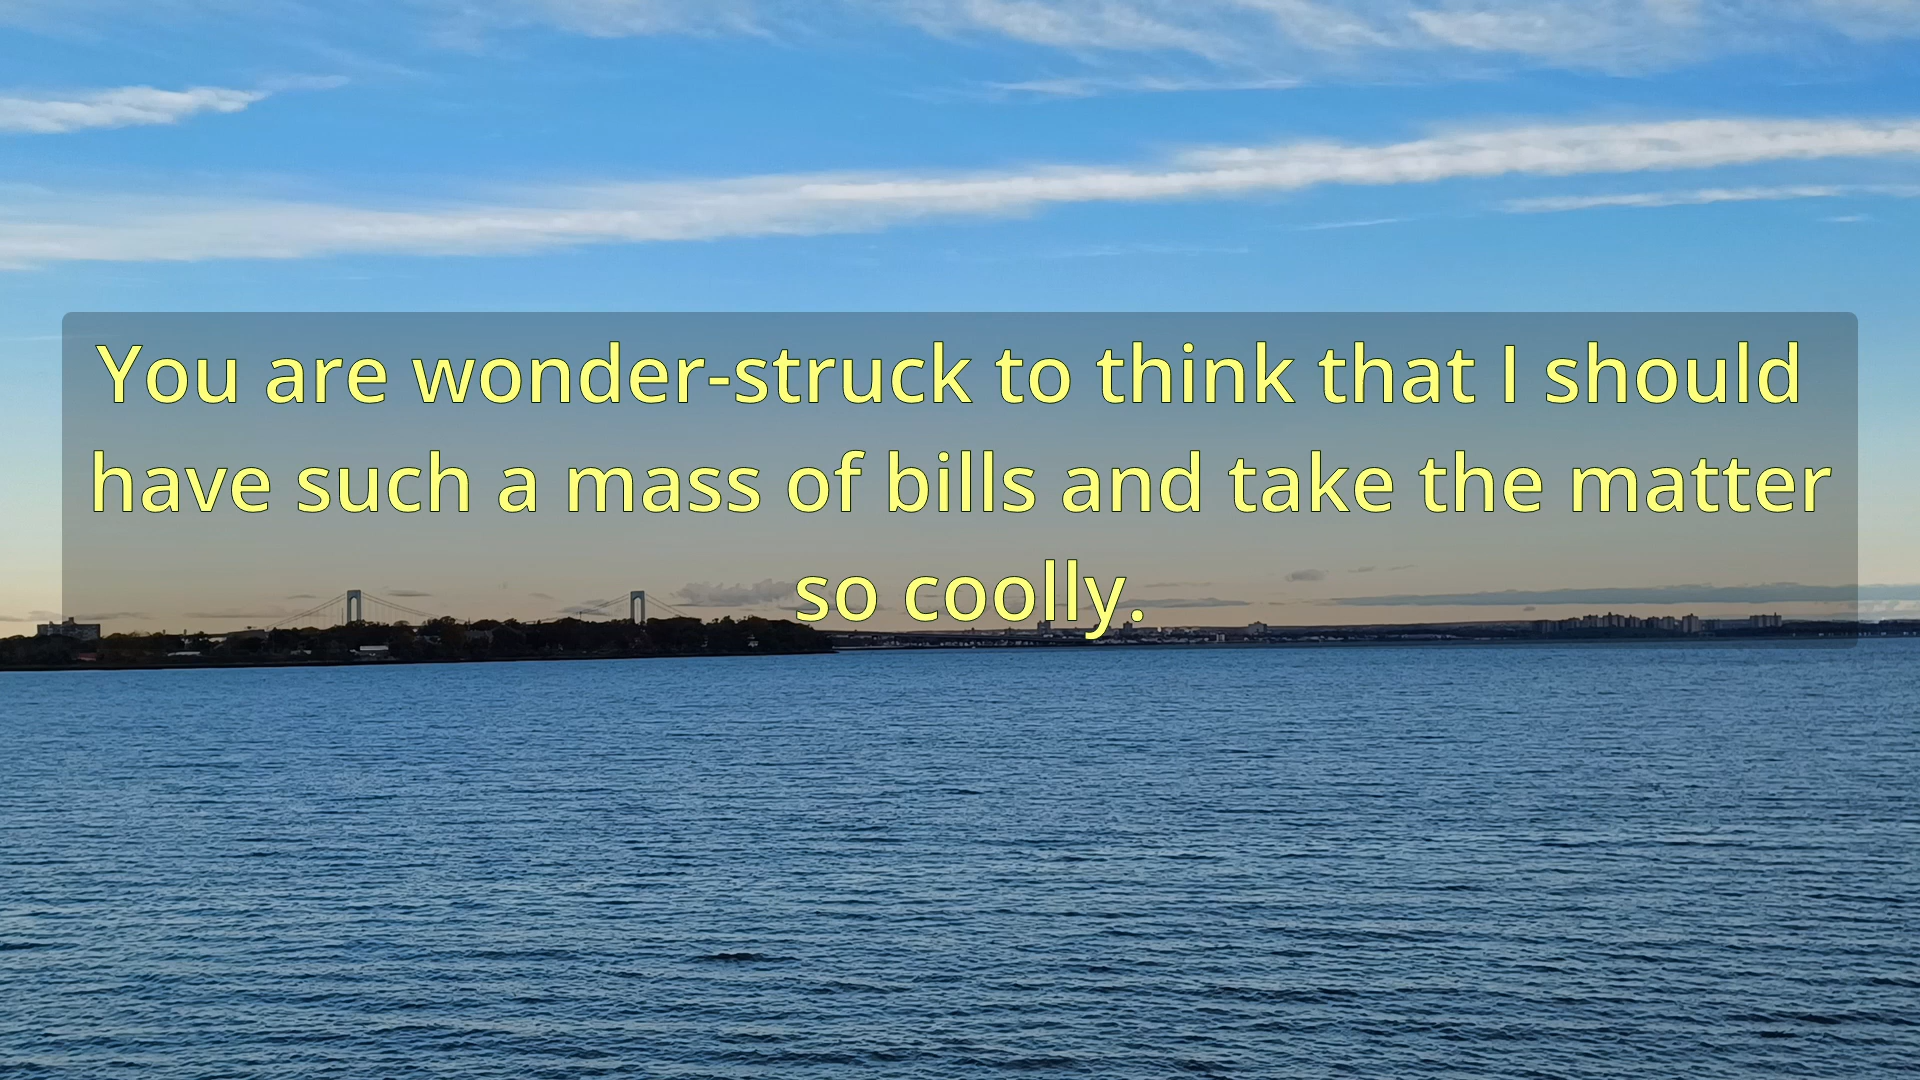 You are wonder-struck to think that I should
have such a mass of bills and take the matter
so coolly.